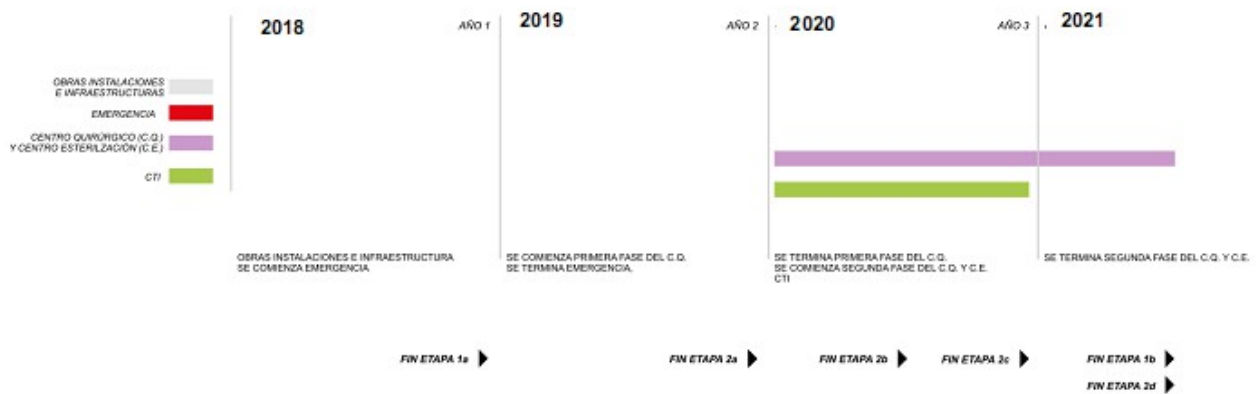 2018
AÑO 1
2019
AÑO 2
2020
AÑO 3
2021
OBRAS INSTALACIONES
E INFRAESTRUCTURAS
EMERGENCIA
CENTRO QUIRÚRGICO (C.Q.)
Y CENTRO ESTERILZACIÓN (C.E.)
CTI
OBRAS INSTALACIONES E INFRAESTRUCTURA
SE COMIENZA EMERGENCIA
SE COMIENZA PRIMERA FASE DEL C.Q.
SE TERMINA EMERGENCIA.
SE TERMINA PRIMERA FASE DEL C.Q.
SE COMIENZA SEGUNDA FASE DEL C.Q. Y C.E.
CTI
SE TERMINA SEGUNDA FASE DEL C.Q. Y C.E.
FIN ETAPA 1a
FIN ETAPA 2a
FIN ETAPA 2b
FIN ETAPA 2c
FIN ETAPA 1b
FIN ETAPA 2d